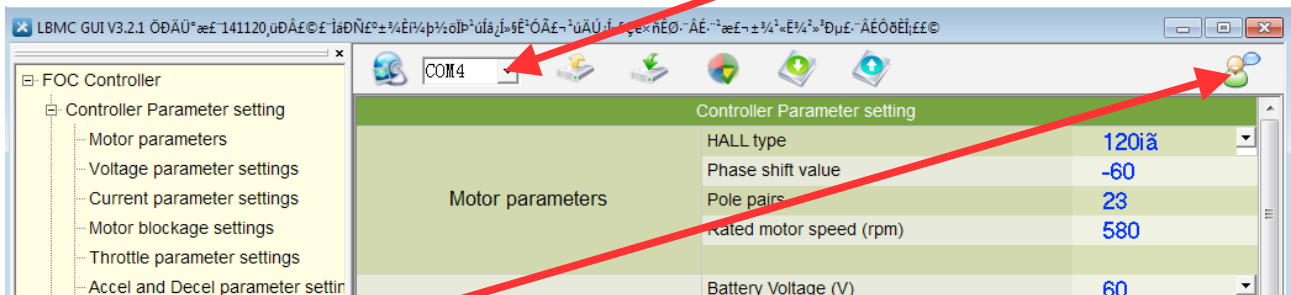 LBMC GUI V3.2.1
COM4
FOC Controller
Controller Parameter setting
Motor parameters
Voltage parameter settings
Current parameter settings
Motor blockage settings
Throttle parameter settings
Accel and Decel parameter settin
Controller Parameter setting
Motor parameters
HALL type 120iã
Phase shift value -60
Pole pairs 23
Rated motor speed (rpm) 580
Battery Voltage (V) 60